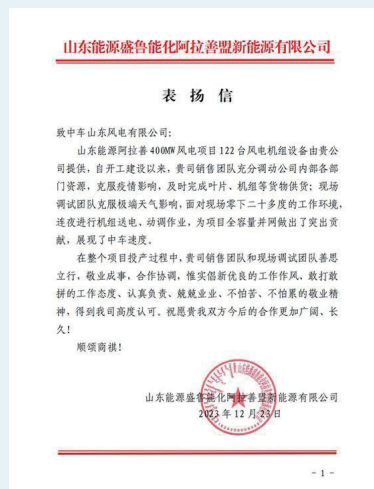 山东能源盛鲁能化阿拉善盟新能源有限公司
表扬信
致中车山东风电有限公司：
山东能源阿拉善400MW风电项目122台风电机组设备由贵公
司提供，自开工建设以来，贵司销售团队充分调动公司内部各部
门资源，克服疫情影响，及时完成叶片、机组等货物供货；现场
调试团队克服极端天气影响，面对现场零下二十多度的工作环境，
连夜进行机组送电、动调作业，为项目全容量并网做出了突出贡
献，展现了中车速度。
在整个项目投产过程中，贵司销售团队和现场调试团队善思
立行，敬业成事，合作协调，惟实倡新优良的工作作风、敢打敢
拼的工作态度、认真负责、兢兢业业、不怕苦、不怕累的敬业精
神，得到我司高度认可。祝愿贵我双方今后的合作更加广阔、长
久！
顺颂商祺！
山东能源盛鲁能化阿拉善盟新能源有限公司
2023年12月23日
- 1 -